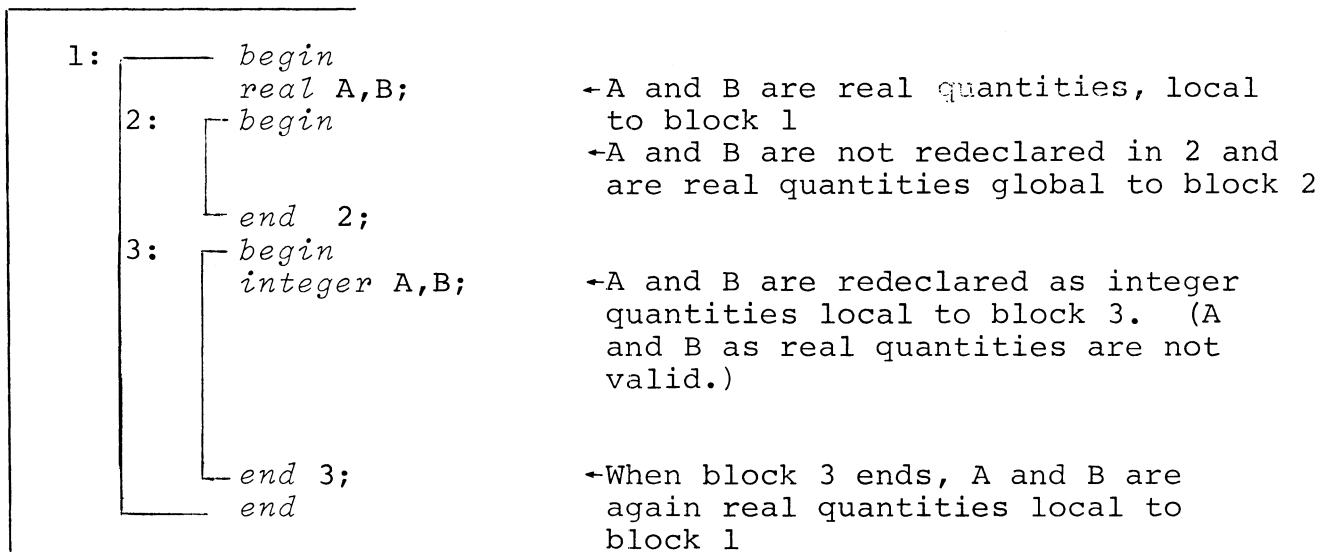 1: begin
real A,B; ←A and B are real quantities, local
2: begin to block 1
←A and B are not redeclared in 2 and
are real quantities global to block 2
end 2;
3: begin
integer A,B; ←A and B are redeclared as integer
quantities local to block 3. (A
and B as real quantities are not
valid.)
end 3; ←When block 3 ends, A and B are
end again real quantities local to
block 1